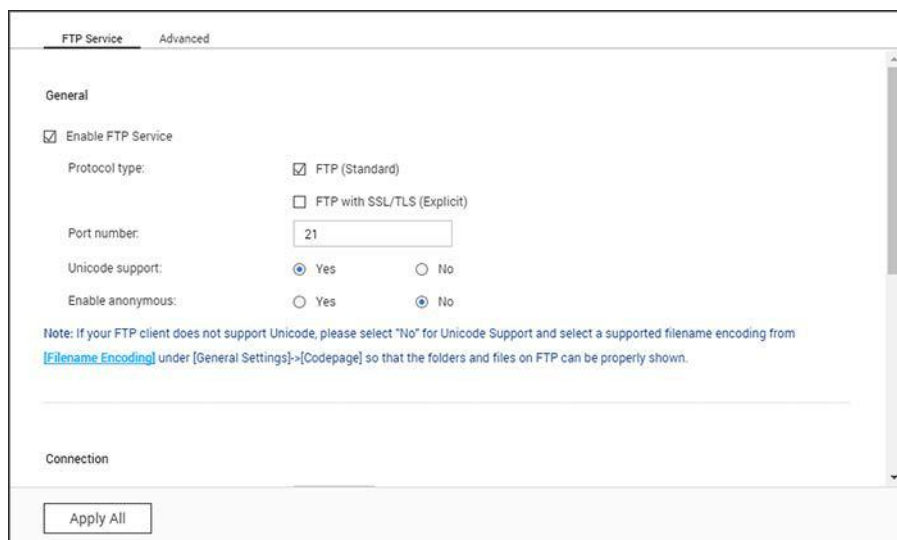 FTP Service Advanced
General
Enable FTP Service
Protocol type: FTP (Standard)
FTP with SSL/TLS (Explicit)
Port number: 21
Unicode support: Yes No
Enable anonymous: Yes No
Note: If your FTP client does not support Unicode, please select "No" for Unicode Support and select a supported filename encoding from
[Filename Encoding] under [General Settings]->[Codepage] so that the folders and files on FTP can be properly shown.
Connection
Apply All